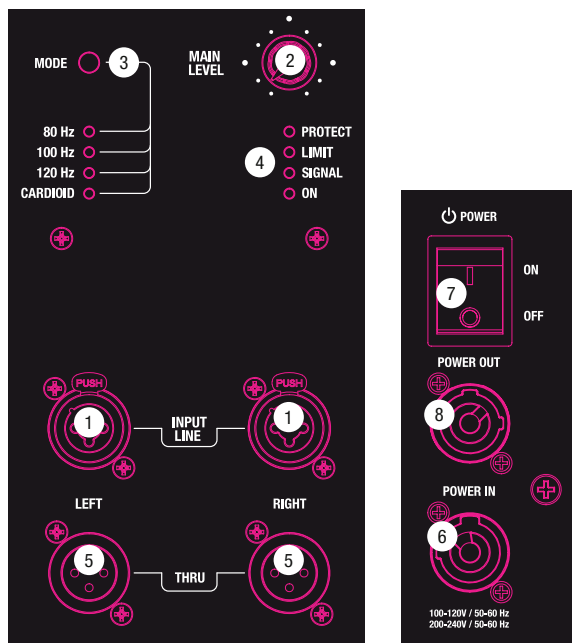 MODE
3
MAIN
LEVEL
2
80 Hz
100 Hz
120 Hz
CARDIOID
4
PROTECT
LIMIT
SIGNAL
ON
PUSH
PUSH
1
INPUT
LINE
1
LEFT
RIGHT
5
THRU
5
POWER
7
ON
OFF
POWER OUT
8
POWER IN
6
100-120V / 50-60 Hz
200-240V / 50-60 Hz